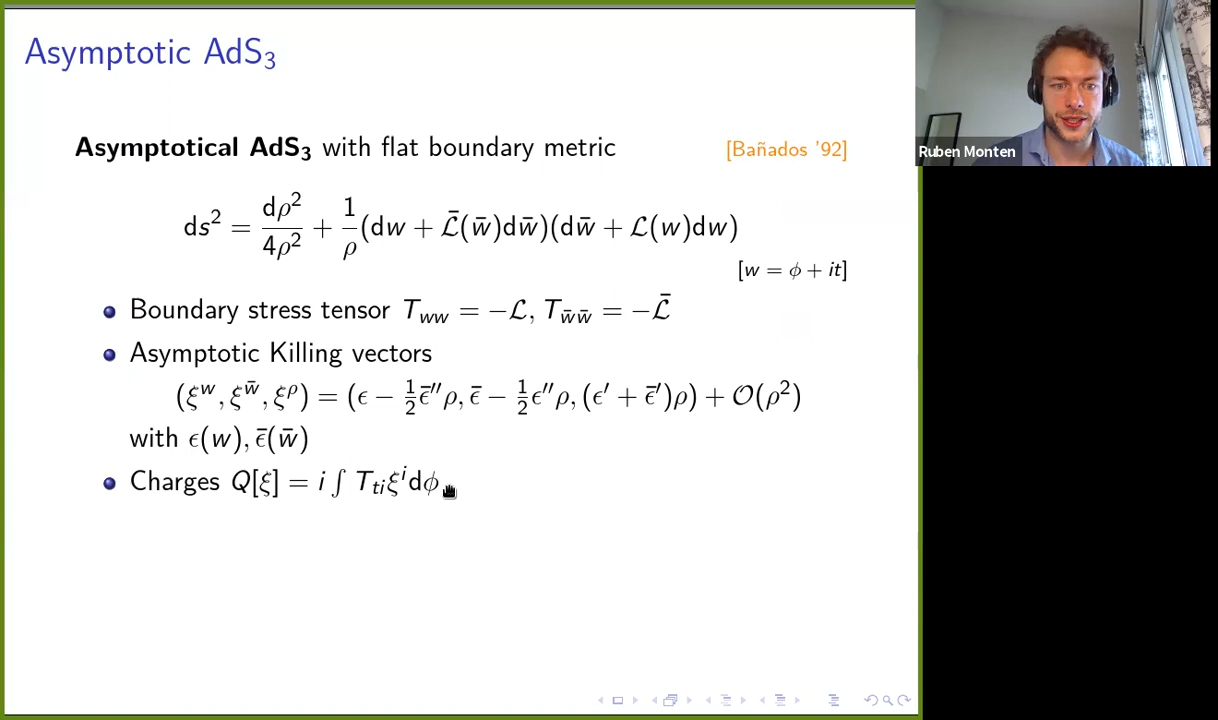 Asymptotic AdS₃
Asymptotical AdS₃ with flat boundary metric [Bañados '92]
ds² = dρ²/4ρ² + 1/ρ (dw + ℒ̄(w̄)dw̄)(dw̄ + ℒ(w)dw)
[w = ϕ + it]
Boundary stress tensor T_ww = −ℒ, T_w̄w̄ = −ℒ̄
Asymptotic Killing vectors
(ξ^w, ξ^w̄, ξ^ρ) = (ϵ − ½ϵ̄″ρ, ϵ̄ − ½ϵ″ρ, (ϵ′ + ϵ̄′)ρ) + 𝒪(ρ²)
with ϵ(w), ϵ̄(w̄)
Charges Q[ξ] = i ∫ T_ti ξ^i dϕ
Ruben Monten